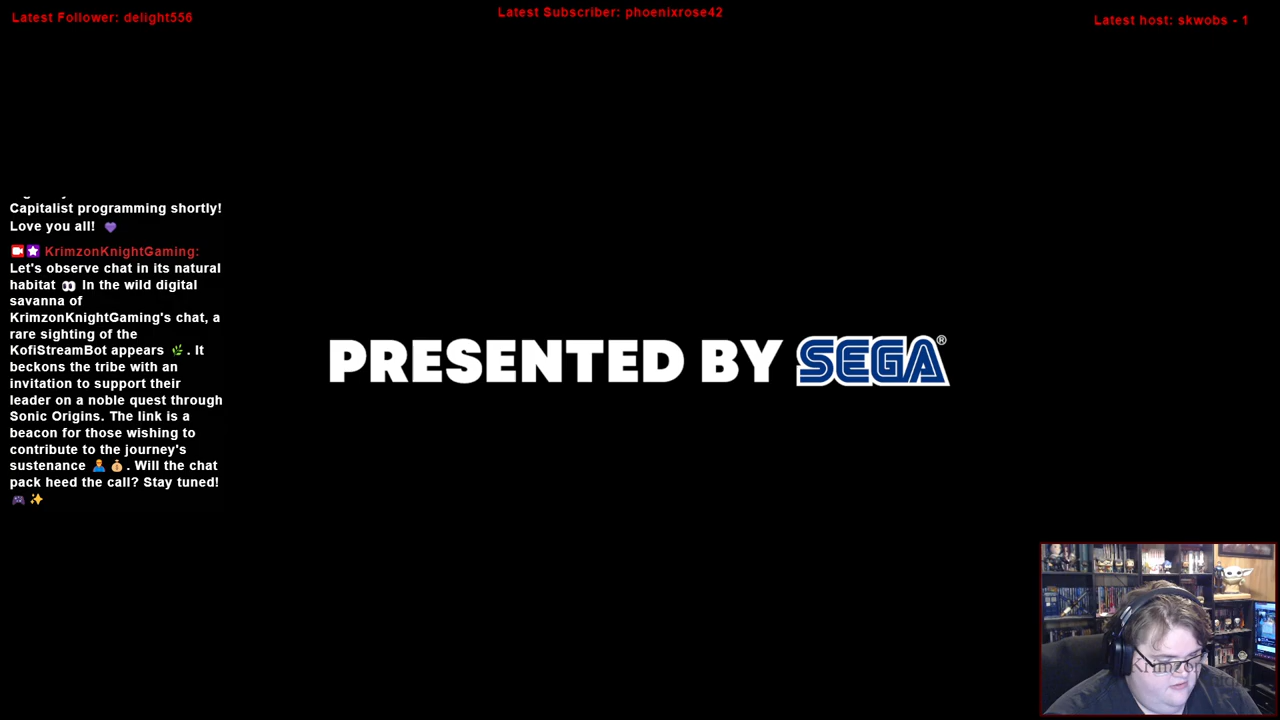 Latest Follower: delight556
Latest Subscriber: phoenixrose42
Latest host: skwobs - 1
Capitalist programming shortly!
Love you all! 💜
KrimzonKnightGaming:
Let's observe chat in its natural
habitat 👀 In the wild digital
savanna of
KrimzonKnightGaming's chat, a
rare sighting of the
KofiStreamBot appears 🌿. It
beckons the tribe with an
invitation to support their
leader on a noble quest through
Sonic Origins. The link is a
beacon for those wishing to
contribute to the journey's
sustenance 🙎‍♂️💰. Will the chat
pack heed the call? Stay tuned!
🎮✨
PRESENTED BY SEGA®